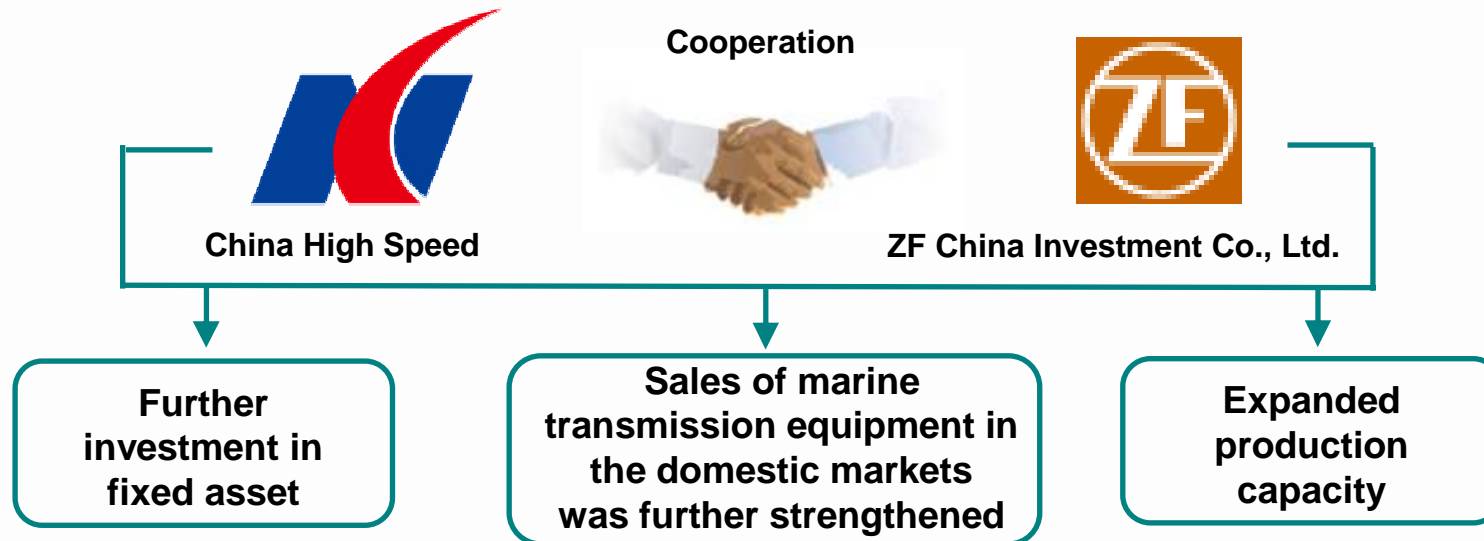 Cooperation
ZF
China High Speed
ZF China Investment Co., Ltd.
Further
investment in
fixed asset
Sales of marine
transmission equipment in
the domestic markets
was further strengthened
Expanded
production
capacity